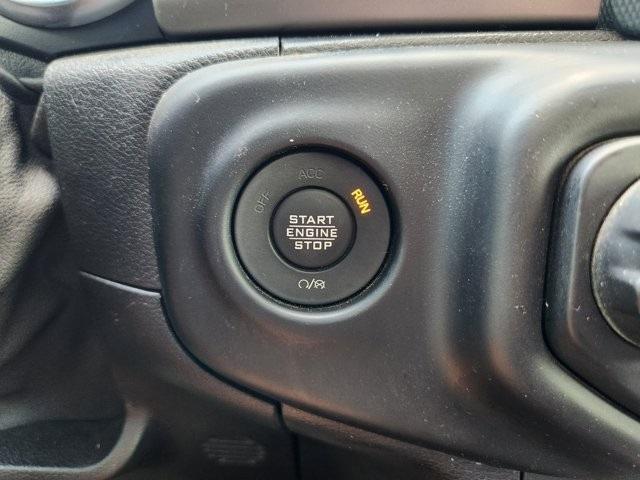 OFF
ACC
RUN
START
ENGINE
STOP